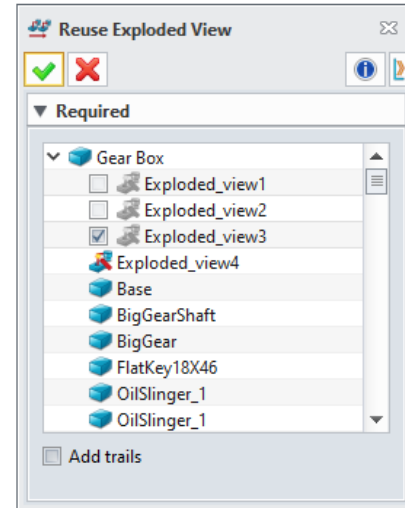 Reuse Exploded View
Required
Gear Box
Exploded_view1
Exploded_view2
Exploded_view3
Exploded_view4
Base
BigGearShaft
BigGear
FlatKey18X46
OilSlinger_1
OilSlinger_1
Add trails